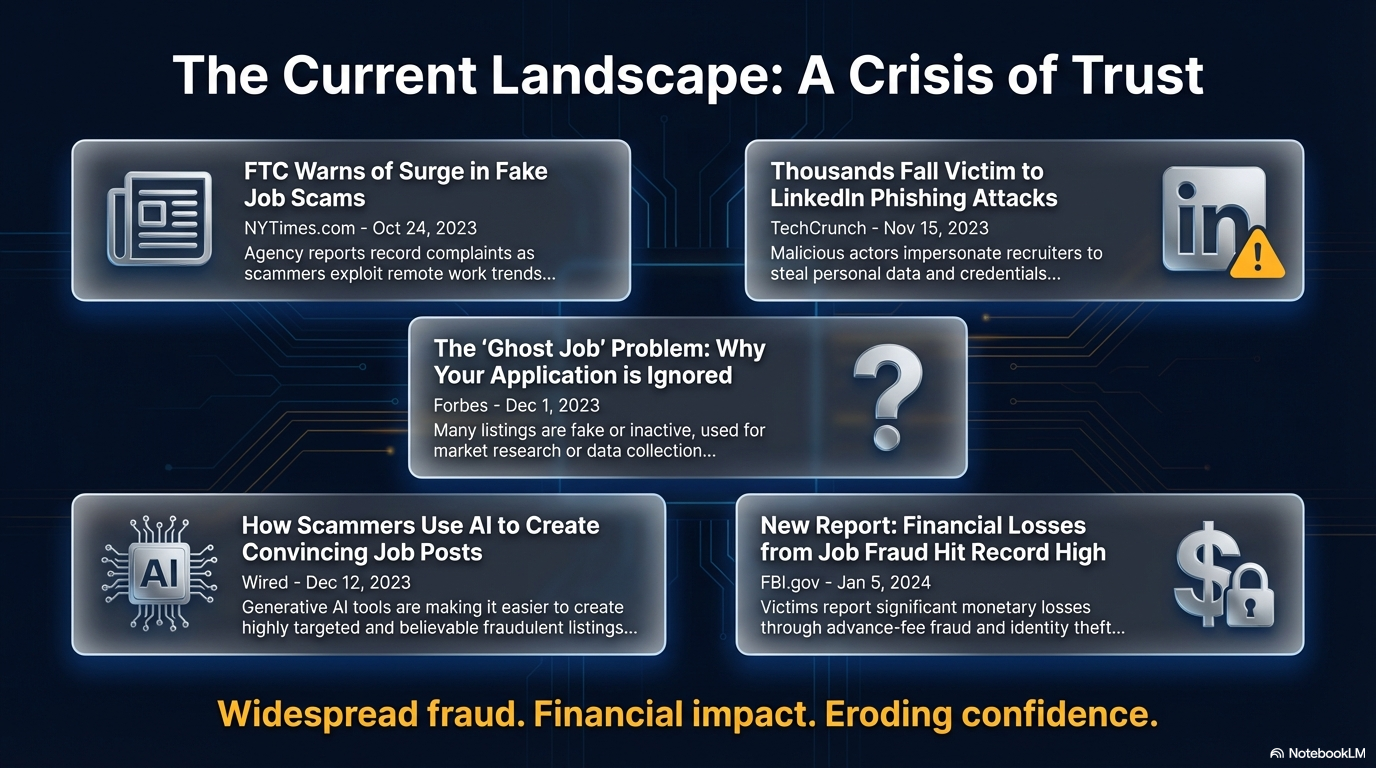 The Current Landscape: A Crisis of Trust
FTC Warns of Surge in Fake
Job Scams
NYTimes.com - Oct 24, 2023
Agency reports record complaints as
scammers exploit remote work trends...
Thousands Fall Victim to
LinkedIn Phishing Attacks
TechCrunch - Nov 15, 2023
Malicious actors impersonate recruiters to
steal personal data and credentials...
in
!
The ‘Ghost Job’ Problem: Why
Your Application is Ignored
Forbes - Dec 1, 2023
Many listings are fake or inactive, used for
market research or data collection...
?
AI
How Scammers Use AI to Create
Convincing Job Posts
Wired - Dec 12, 2023
Generative AI tools are making it easier to create
highly targeted and believable fraudulent listings...
New Report: Financial Losses
from Job Fraud Hit Record High
FBI.gov - Jan 5, 2024
Victims report significant monetary losses
through advance-fee fraud and identity theft...
$
Widespread fraud. Financial impact. Eroding confidence.
NotebookLM